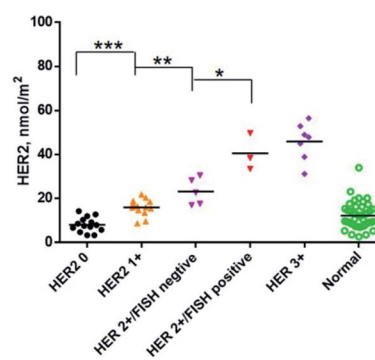 ***
**
*
HER2, nmol/m²
100
80
60
40
20
0
HER2 0
HER2 1+
HER 2+/FISH negtive
HER 2+/FISH positive
HER 3+
Normal